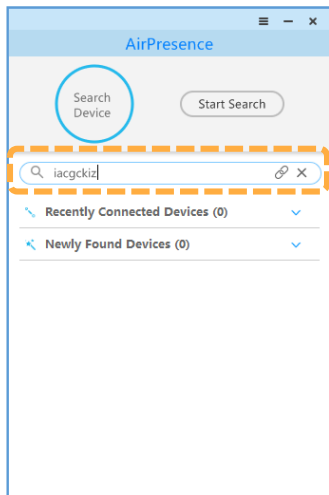 AirPresence
Search
Device
Start Search
iacgckiz
Recently Connected Devices (0)
Newly Found Devices (0)